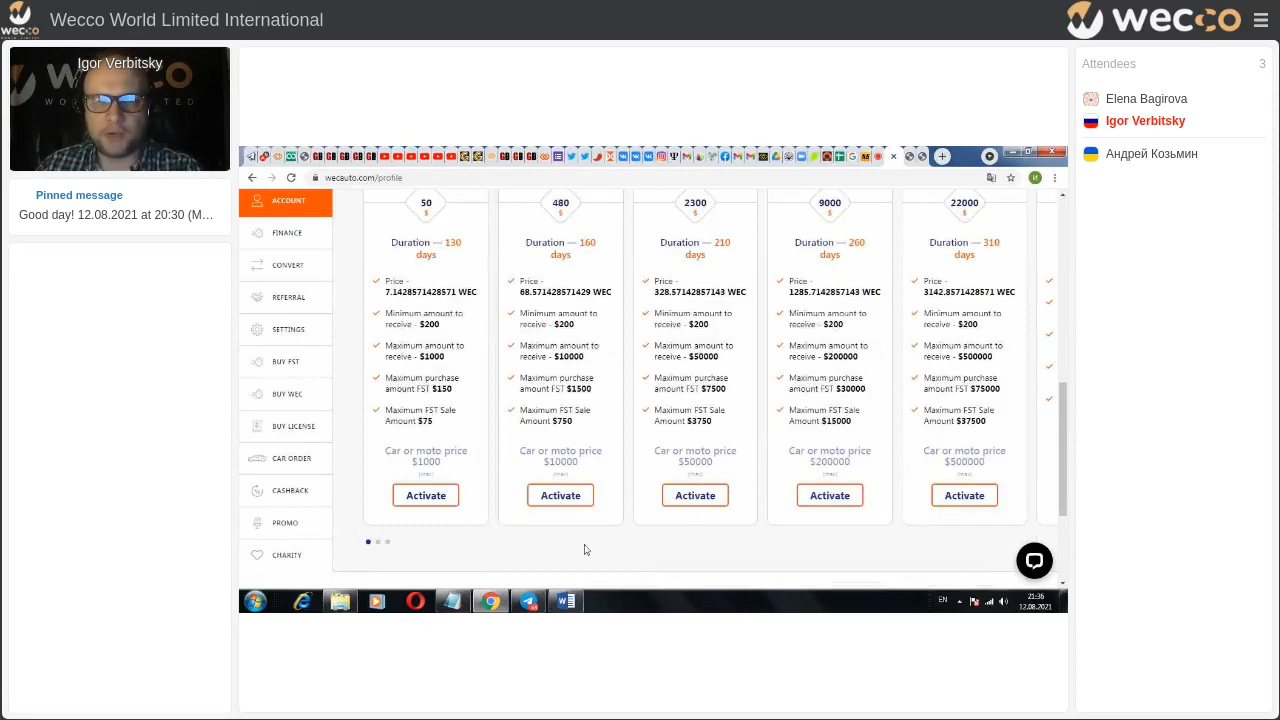 Wecco World Limited International
wecco
Igor Verbitsky
Pinned message
Good day! 12.08.2021 at 20:30 (M…
Attendees 3
Elena Bagirova
Igor Verbitsky
Андрей Козьмин
wecauto.com/profile
ACCOUNT
FINANCE
CONVERT
REFERRAL
SETTINGS
BUY FST
BUY WEC
BUY LICENSE
CAR ORDER
CASHBACK
PROMO
CHARITY
50
$
Duration — 130
days
Price -
7.1428571428571 WEC
Minimum amount to
receive - $200
Maximum amount to
receive - $1000
Maximum purchase
amount FST $150
Maximum FST Sale
Amount $75
Car or moto price
$1000
(max)
Activate
480
$
Duration — 160
days
Price -
68.571428571429 WEC
Minimum amount to
receive - $200
Maximum amount to
receive - $10000
Maximum purchase
amount FST $1500
Maximum FST Sale
Amount $750
Car or moto price
$10000
(max)
Activate
2300
$
Duration — 210
days
Price -
328.57142857143 WEC
Minimum amount to
receive - $200
Maximum amount to
receive - $50000
Maximum purchase
amount FST $7500
Maximum FST Sale
Amount $3750
Car or moto price
$50000
(max)
Activate
9000
$
Duration — 260
days
Price -
1285.7142857143 WEC
Minimum amount to
receive - $200
Maximum amount to
receive - $200000
Maximum purchase
amount FST $30000
Maximum FST Sale
Amount $15000
Car or moto price
$200000
(max)
Activate
22000
$
Duration — 310
days
Price -
3142.8571428571 WEC
Minimum amount to
receive - $200
Maximum amount to
receive - $500000
Maximum purchase
amount FST $75000
Maximum FST Sale
Amount $37500
Car or moto price
$500000
(max)
Activate
EN
21:36
12.08.2021